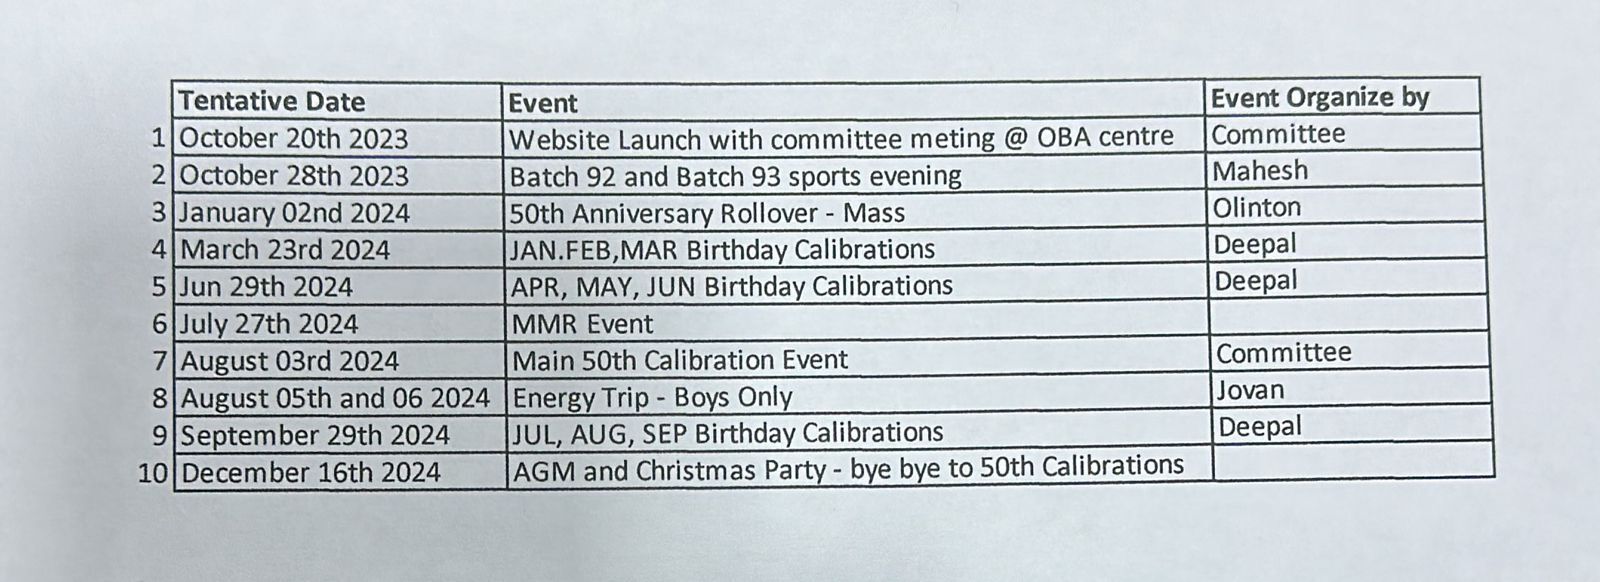 Tentative Date Event Event Organize by
1 October 20th 2023 Website Launch with committee meting @ OBA centre Committee
2 October 28th 2023 Batch 92 and Batch 93 sports evening Mahesh
3 January 02nd 2024 50th Anniversary Rollover - Mass Olinton
4 March 23rd 2024 JAN.FEB,MAR Birthday Calibrations Deepal
5 Jun 29th 2024 APR, MAY, JUN Birthday Calibrations Deepal
6 July 27th 2024 MMR Event
7 August 03rd 2024 Main 50th Calibration Event Committee
8 August 05th and 06 2024 Energy Trip - Boys Only Jovan
9 September 29th 2024 JUL, AUG, SEP Birthday Calibrations Deepal
10 December 16th 2024 AGM and Christmas Party - bye bye to 50th Calibrations